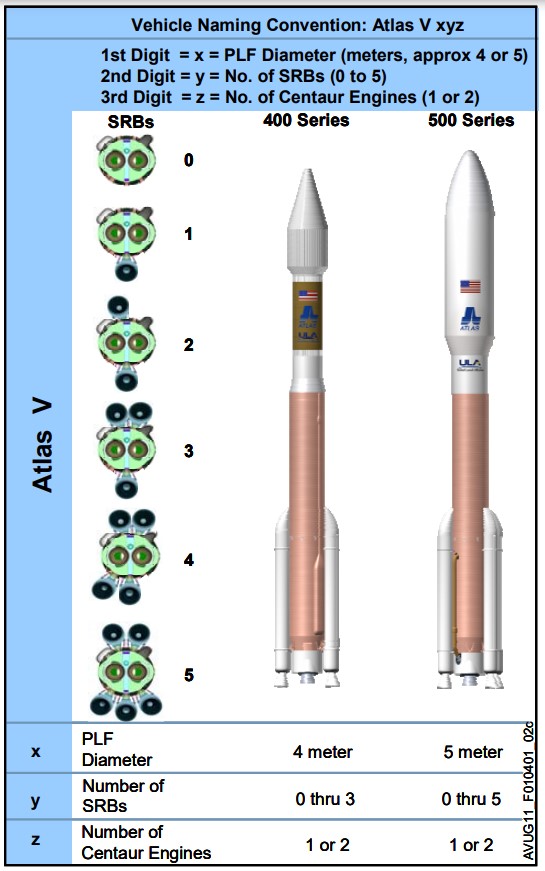 Vehicle Naming Convention: Atlas V xyz
1st Digit = x = PLF Diameter (meters, approx 4 or 5)
2nd Digit = y = No. of SRBs (0 to 5)
3rd Digit = z = No. of Centaur Engines (1 or 2)
SRBs 400 Series 500 Series
0
1
2
3
4
5
Atlas V
ATLAS
ULA
ATLAS
ULA
x PLF Diameter 4 meter 5 meter
y Number of SRBs 0 thru 3 0 thru 5
z Number of Centaur Engines 1 or 2 1 or 2
AVUG11_F010401_02c